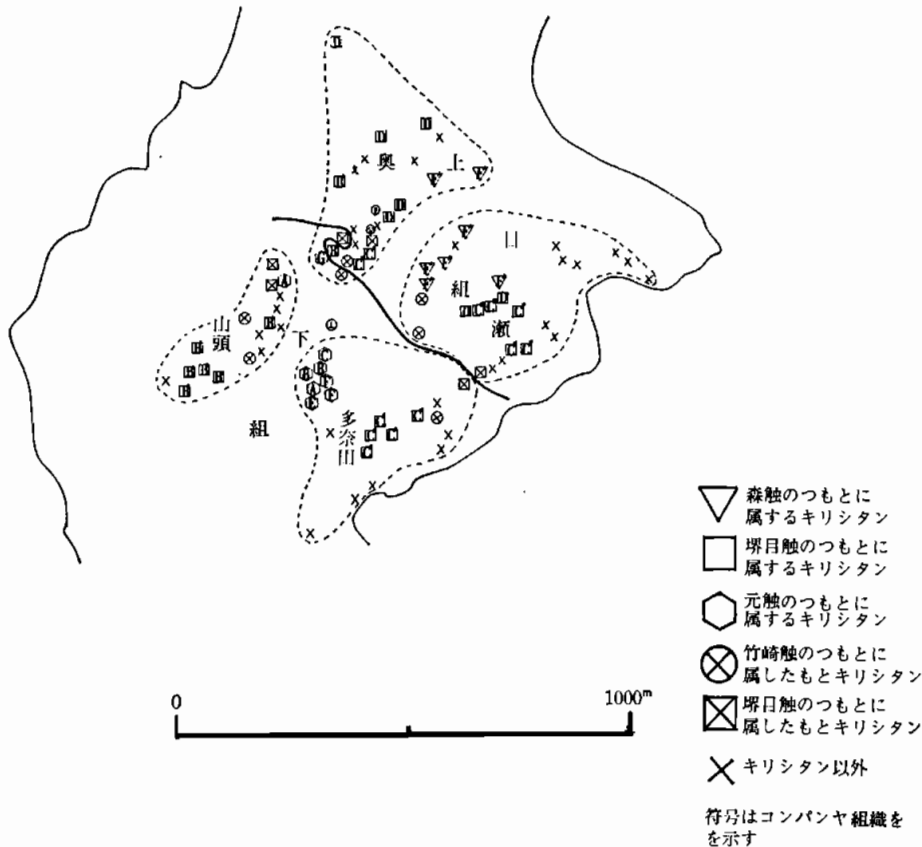 奥
上
日
組
瀬
山頭
下
組
多奈川
0
1000m
森触のつもとに
属するキリシタン
堺目触のつもとに
属するキリシタン
元触のつもとに
属するキリシタン
竹崎触のつもとに
属したもとキリシタン
堺目触のつもとに
属したもとキリシタン
キリシタン以外
符号はコンパンヤ組織を
を示す